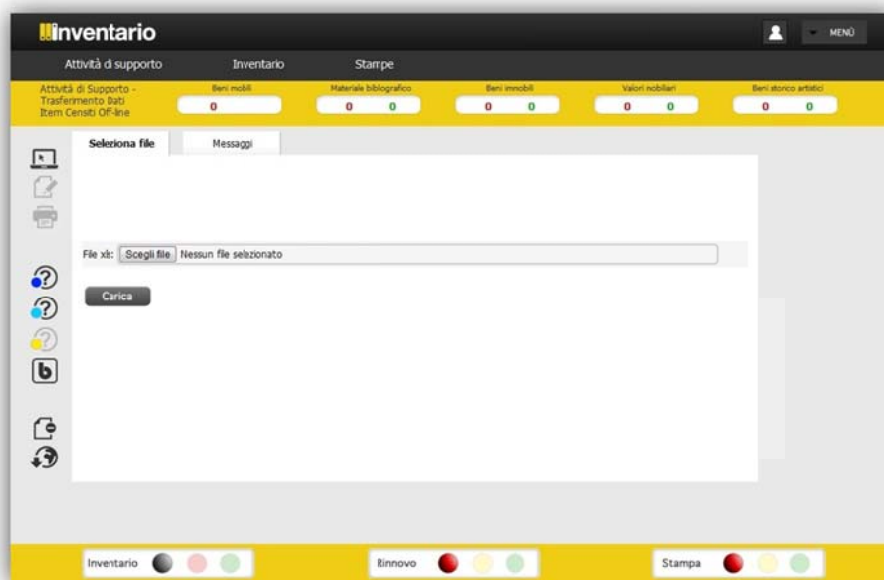 inventario
MENÙ
Attività d supporto Inventario Stampe
Attività di Supporto -
Trasferimento Dati
Item Censiti Off-line
Beni mobili
0
Materiale bibliografico
0 0
Beni immobili
0 0
Valori mobiliari
0 0
Beni storico artistici
0 0
Seleziona file Messaggi
File xls: Scegli file Nessun file selezionato
Carica
b
Inventario Rinnovo Stampa